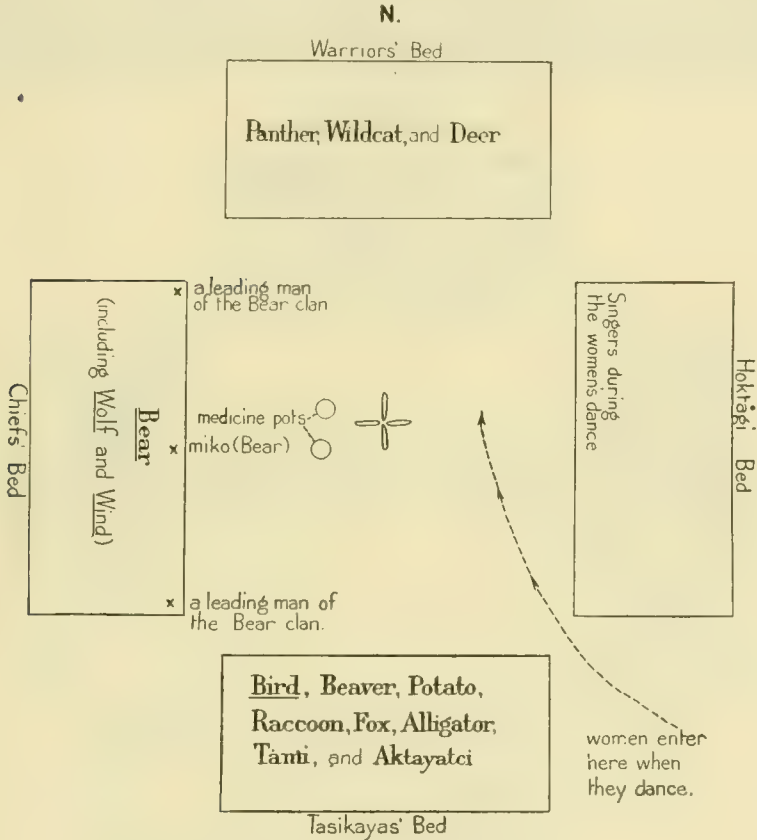 N.
Warriors' Bed
Panther, Wildcat, and Deer
x a leading man
of the Bear clan
Chiefs' Bed
(including Wolf and Wind)
Bear
medicine pots
x miko (Bear)
x a leading man of
the Bear clan.
Singers during
the women's dance
Hoktågi Bed
Bird, Beaver, Potato,
Raccoon, Fox, Alligator,
Tåmi, and Aktayatci
Tasikayas' Bed
women enter
here when
they dance.